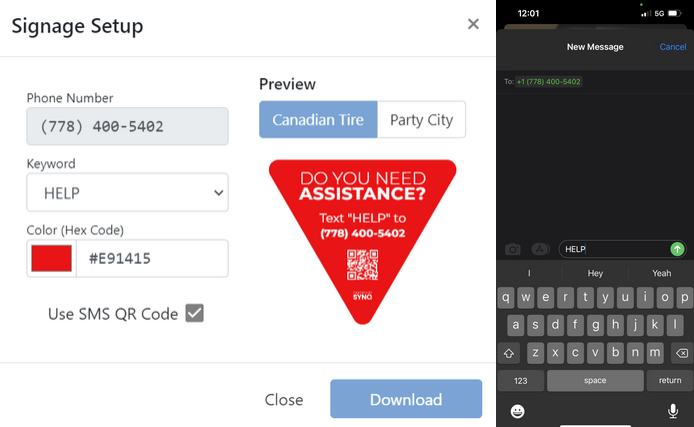 Signage Setup
Phone Number
(778) 400-5402
Keyword
HELP
Color (Hex Code)
#E91415
Use SMS QR Code
Preview
Canadian Tire
Party City
DO YOU NEED
ASSISTANCE?
Text "HELP" to
(778) 400-5402
SYNQ
Close
Download
12:01
5G
New Message
Cancel
To: +1 (778) 400-5402
HELP
I Hey Yeah
q w e r t y u i o p
a s d f g h j k l
z x c v b n m
123 space return